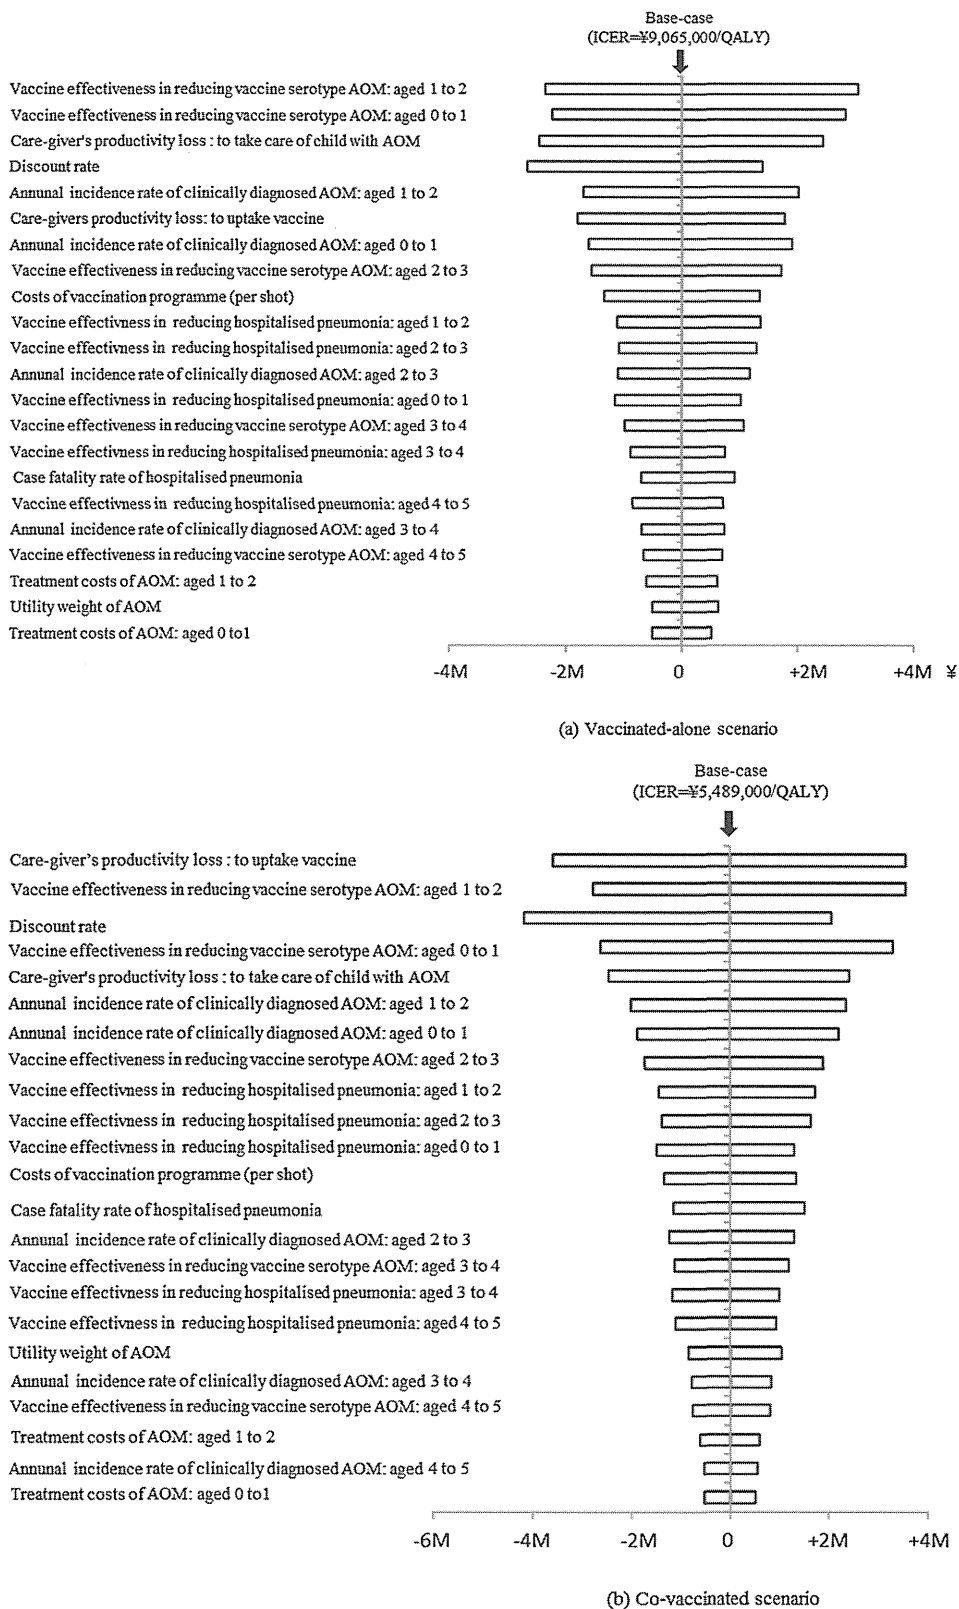 Base-case
(ICER=¥9,065,000/QALY)
Vaccine effectiveness in reducing vaccine serotype AOM: aged 1 to 2
Vaccine effectiveness in reducing vaccine serotype AOM: aged 0 to 1
Care-giver's productivity loss : to take care of child with AOM
Discount rate
Annunal incidence rate of clinically diagnosed AOM: aged 1 to 2
Care-givers productivity loss: to uptake vaccine
Annunal incidence rate of clinically diagnosed AOM: aged 0 to 1
Vaccine effectiveness in reducing vaccine serotype AOM: aged 2 to 3
Costs of vaccination programme (per shot)
Vaccine effectivness in reducing hospitalised pneumonia: aged 1 to 2
Vaccine effectivness in reducing hospitalised pneumonia: aged 2 to 3
Annunal incidence rate of clinically diagnosed AOM: aged 2 to 3
Vaccine effectivness in reducing hospitalised pneumonia: aged 0 to 1
Vaccine effectiveness in reducing vaccine serotype AOM: aged 3 to 4
Vaccine effectivness in reducing hospitalised pneumonia: aged 3 to 4
Case fatality rate of hospitalised pneumonia
Vaccine effectivness in reducing hospitalised pneumonia: aged 4 to 5
Annunal incidence rate of clinically diagnosed AOM: aged 3 to 4
Vaccine effectiveness in reducing vaccine serotype AOM: aged 4 to 5
Treatment costs of AOM: aged 1 to 2
Utility weight of AOM
Treatment costs of AOM: aged 0 to1
-4M -2M 0 +2M +4M ¥
(a) Vaccinated-alone scenario
Base-case
(ICER=¥5,489,000/QALY)
Care-giver's productivity loss : to uptake vaccine
Vaccine effectiveness in reducing vaccine serotype AOM: aged 1 to 2
Discount rate
Vaccine effectiveness in reducing vaccine serotype AOM: aged 0 to 1
Care-giver's productivity loss : to take care of child with AOM
Annunal incidence rate of clinically diagnosed AOM: aged 1 to 2
Annunal incidence rate of clinically diagnosed AOM: aged 0 to 1
Vaccine effectiveness in reducing vaccine serotype AOM: aged 2 to 3
Vaccine effectivness in reducing hospitalised pneumonia: aged 1 to 2
Vaccine effectivness in reducing hospitalised pneumonia: aged 2 to 3
Vaccine effectivness in reducing hospitalised pneumonia: aged 0 to 1
Costs of vaccination programme (per shot)
Case fatality rate of hospitalised pneumonia
Annunal incidence rate of clinically diagnosed AOM: aged 2 to 3
Vaccine effectiveness in reducing vaccine serotype AOM: aged 3 to 4
Vaccine effectivness in reducing hospitalised pneumonia: aged 3 to 4
Vaccine effectivness in reducing hospitalised pneumonia: aged 4 to 5
Utility weight of AOM
Annunal incidence rate of clinically diagnosed AOM: aged 3 to 4
Vaccine effectiveness in reducing vaccine serotype AOM: aged 4 to 5
Treatment costs of AOM: aged 1 to 2
Annunal incidence rate of clinically diagnosed AOM: aged 4 to 5
Treatment costs of AOM: aged 0 to1
-6M -4M -2M 0 +2M +4M
(b) Co-vaccinated scenario